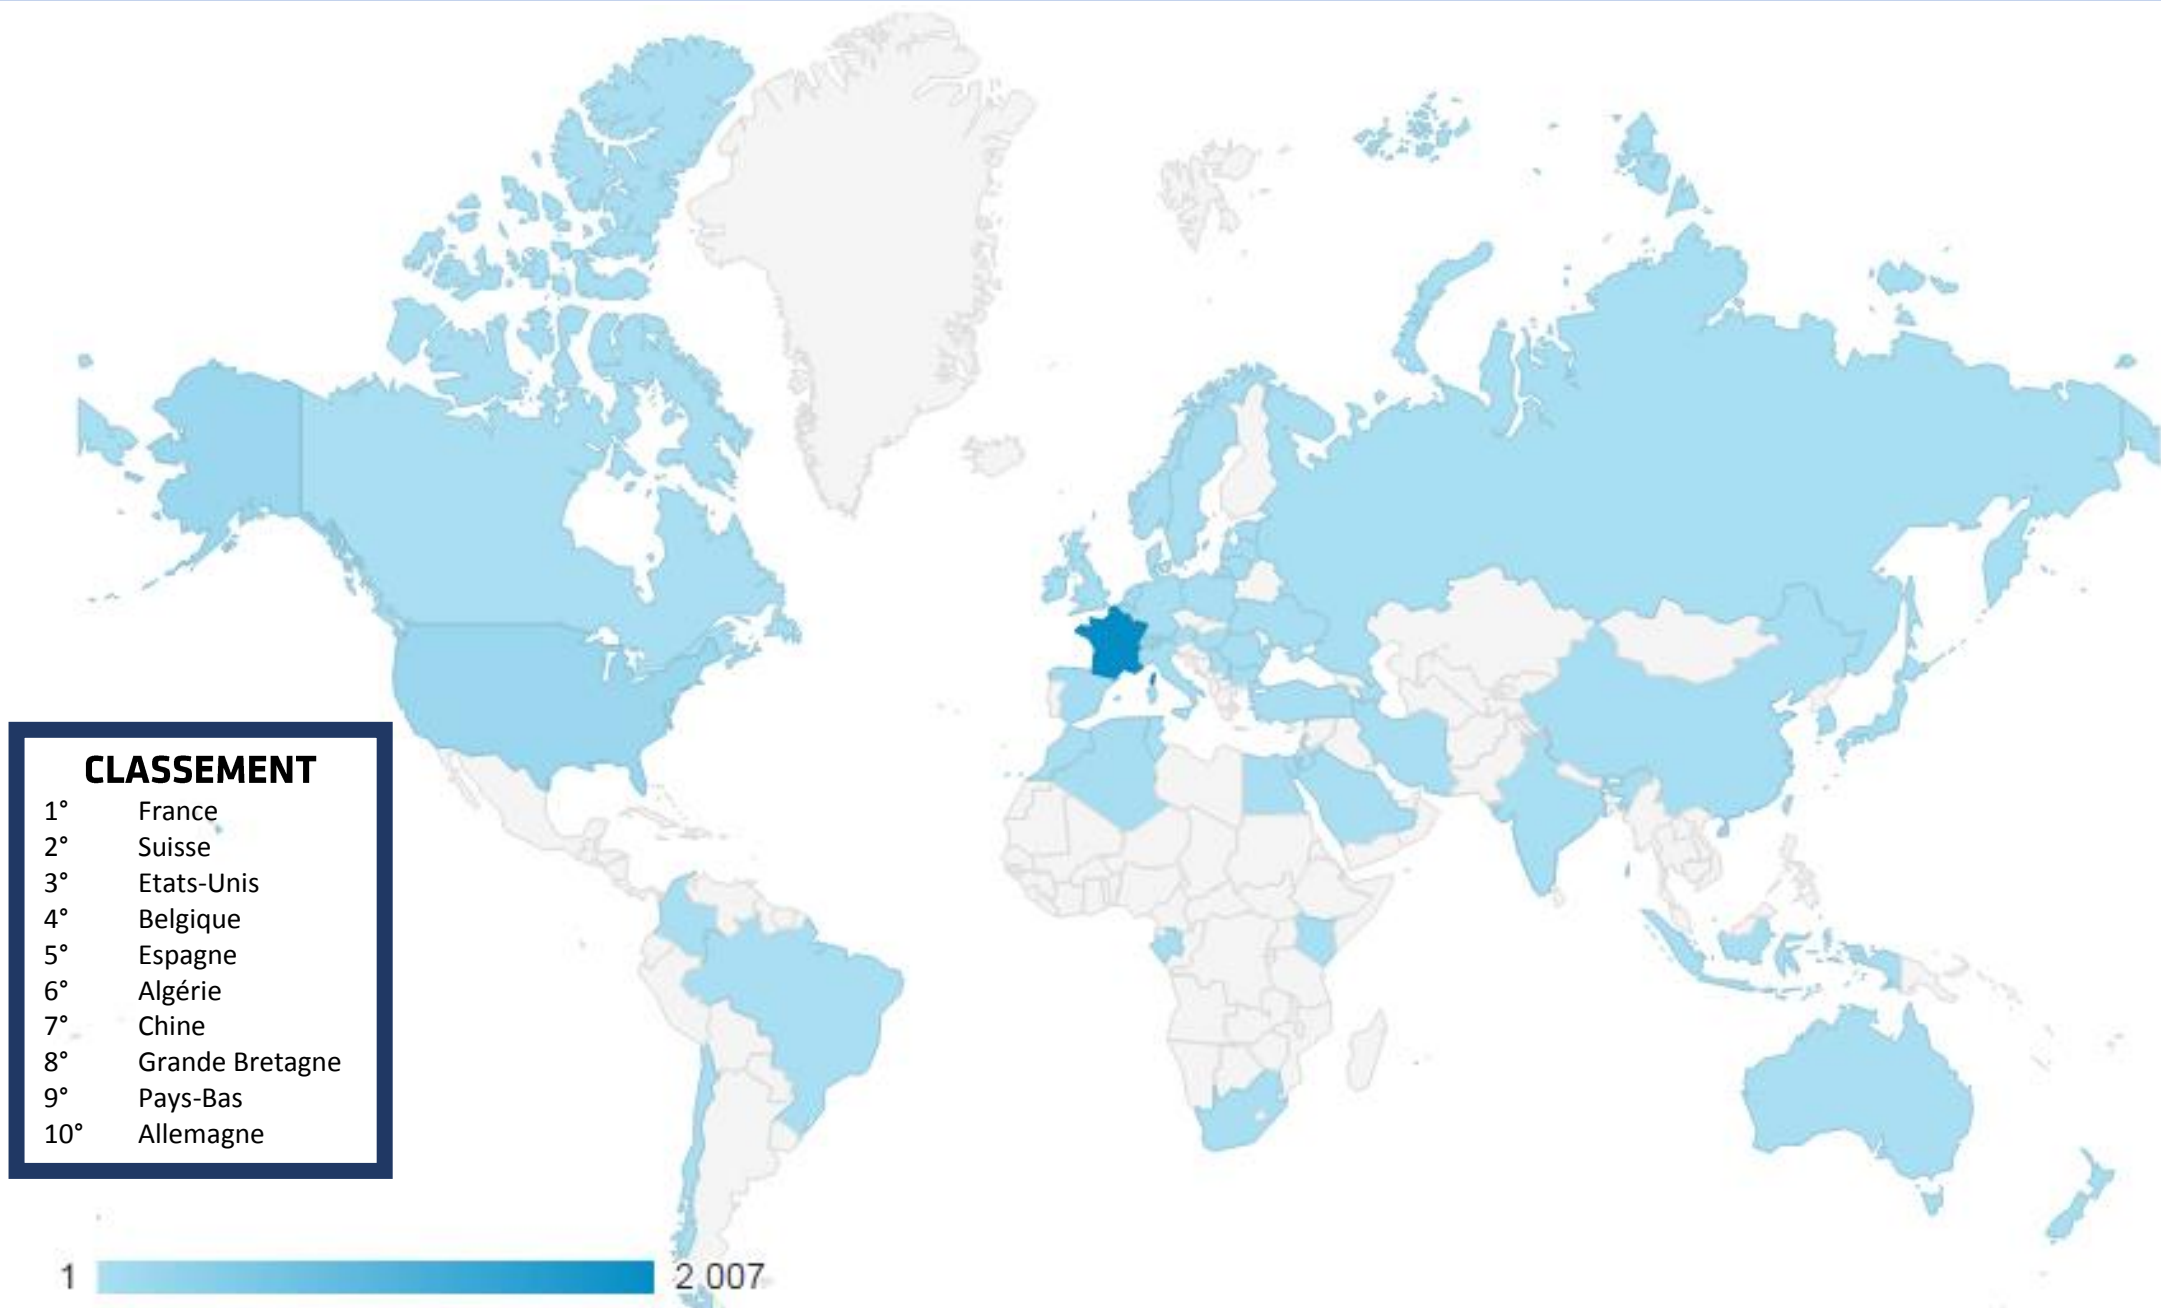 CLASSEMENT
1° France
2° Suisse
3° Etats-Unis
4° Belgique
5° Espagne
6° Algérie
7° Chine
8° Grande Bretagne
9° Pays-Bas
10° Allemagne
1 2 007